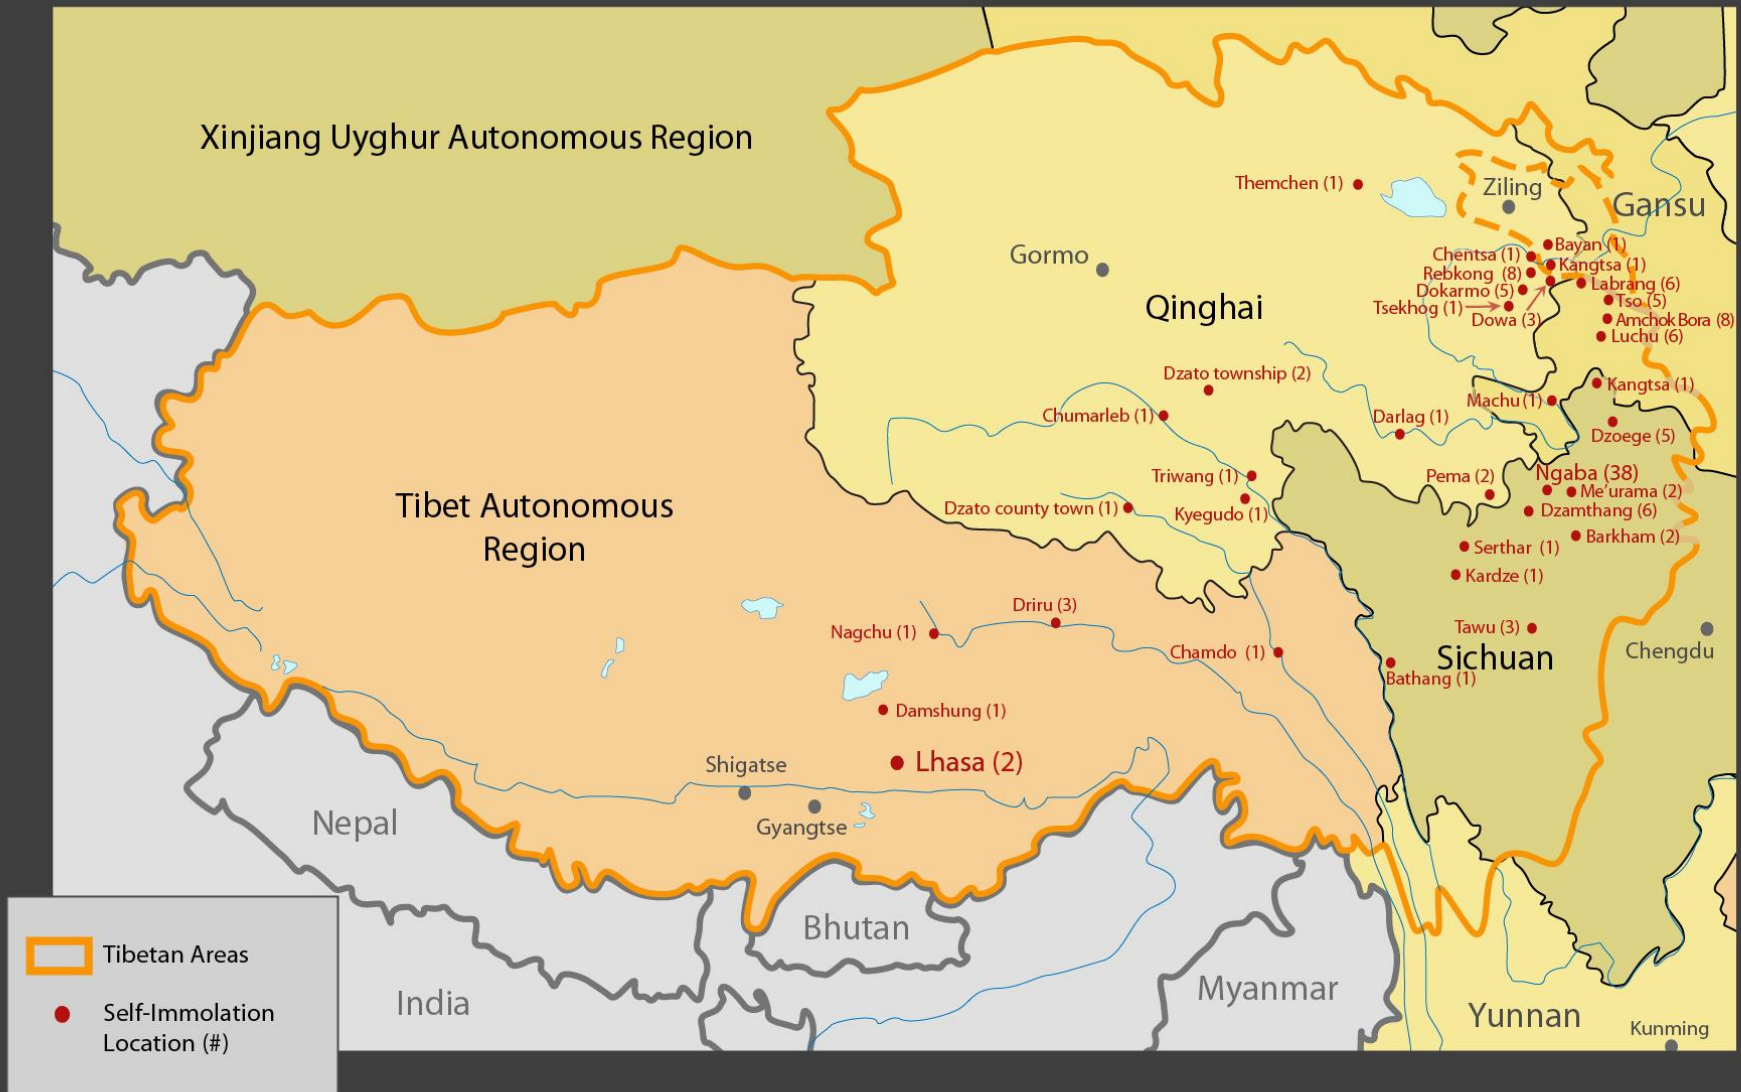 Xinjiang Uyghur Autonomous Region
Themchen (1)
Ziling
Gansu
Gormo
Bayan (1)
Chentsa (1)
Kangtsa (1)
Rebkong (8)
Labrang (6)
Dokarmo (5)
Tso (5)
Tsekhog (1)
Dowa (3)
Amchok Bora (8)
Luchu (6)
Qinghai
Dzato township (2)
Kangtsa (1)
Machu (1)
Chumarleb (1)
Darlag (1)
Dzoege (5)
Triwang (1)
Pema (2)
Ngaba (38)
Me'urama (2)
Dzato county town (1)
Kyegudo (1)
Dzamthang (6)
Tibet Autonomous
Region
Barkham (2)
Serthar (1)
Kardze (1)
Driru (3)
Nagchu (1)
Tawu (3)
Chamdo (1)
Sichuan
Chengdu
Bathang (1)
Damshung (1)
Lhasa (2)
Shigatse
Gyangtse
Nepal
Bhutan
India
Myanmar
Yunnan
Kunming
Tibetan Areas
Self-Immolation
Location (#)